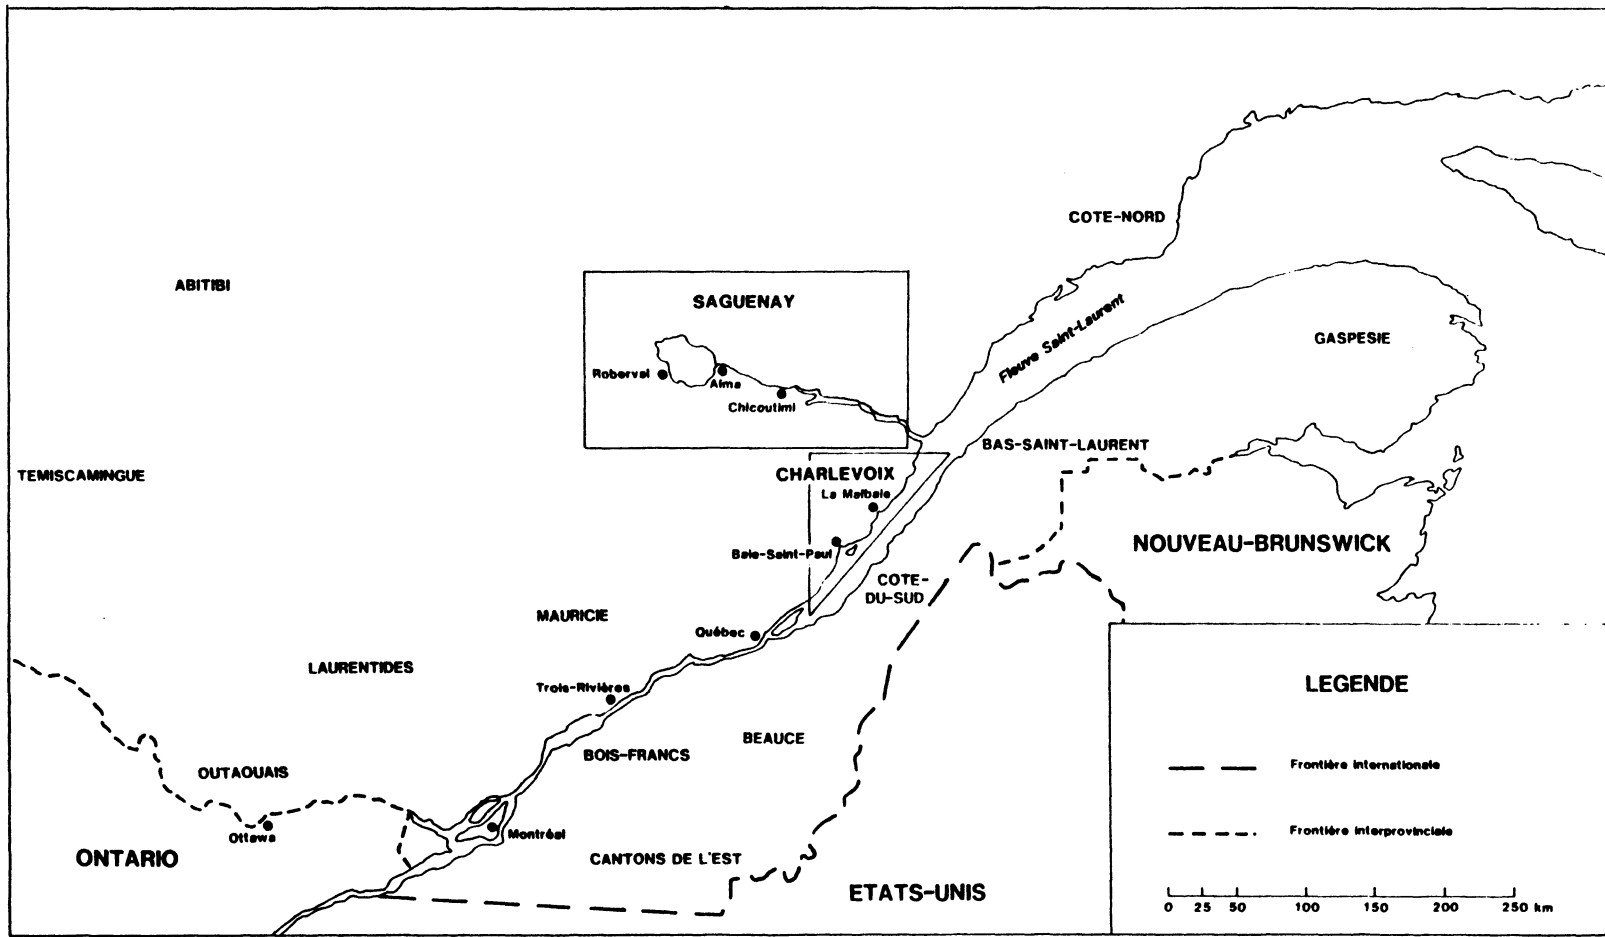 COTE-NORD
ABITIBI
SAGUENAY
Fleuve Saint-Laurent
GASPESIE
Roberval
Alma
Chicoutimi
BAS-SAINT-LAURENT
TEMISCAMINGUE
CHARLEVOIX
La Malbaie
NOUVEAU-BRUNSWICK
Baie-Saint-Paul
COTE-
DU-SUD
MAURICIE
Québec
LAURENTIDES
Trois-Rivières
LEGENDE
BEAUCE
BOIS-FRANCS
OUTAOUAIS
Frontière internationale
Ottawa
Montréal
Frontière interprovinciale
ONTARIO
CANTONS DE L'EST
ETATS-UNIS
0 25 50 100 150 200 250 km